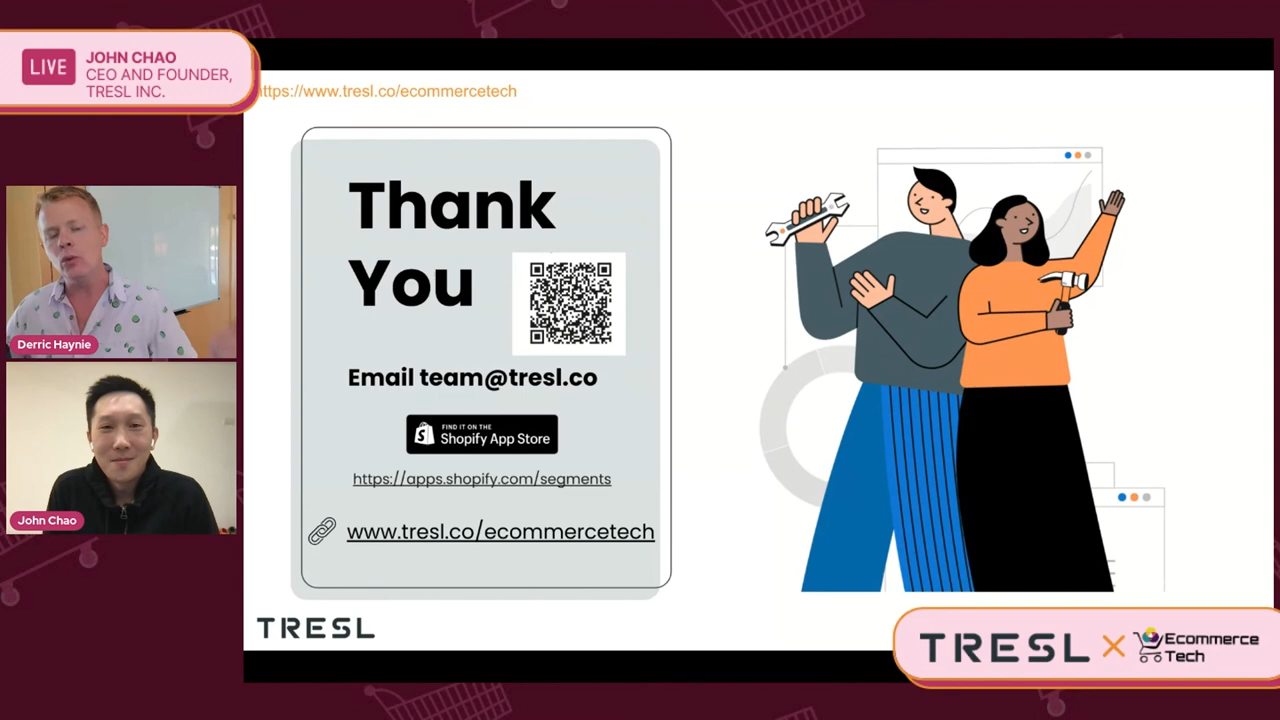 LIVE
JOHN CHAO
CEO AND FOUNDER,
TRESL INC.
ttps://www.tresl.co/ecommercetech
Thank
You
Email team@tresl.co
FIND IT ON THE
Shopify App Store
https://apps.shopify.com/segments
www.tresl.co/ecommercetech
TRESL
Derric Haynie
John Chao
TRESL
Ecommerce
Tech